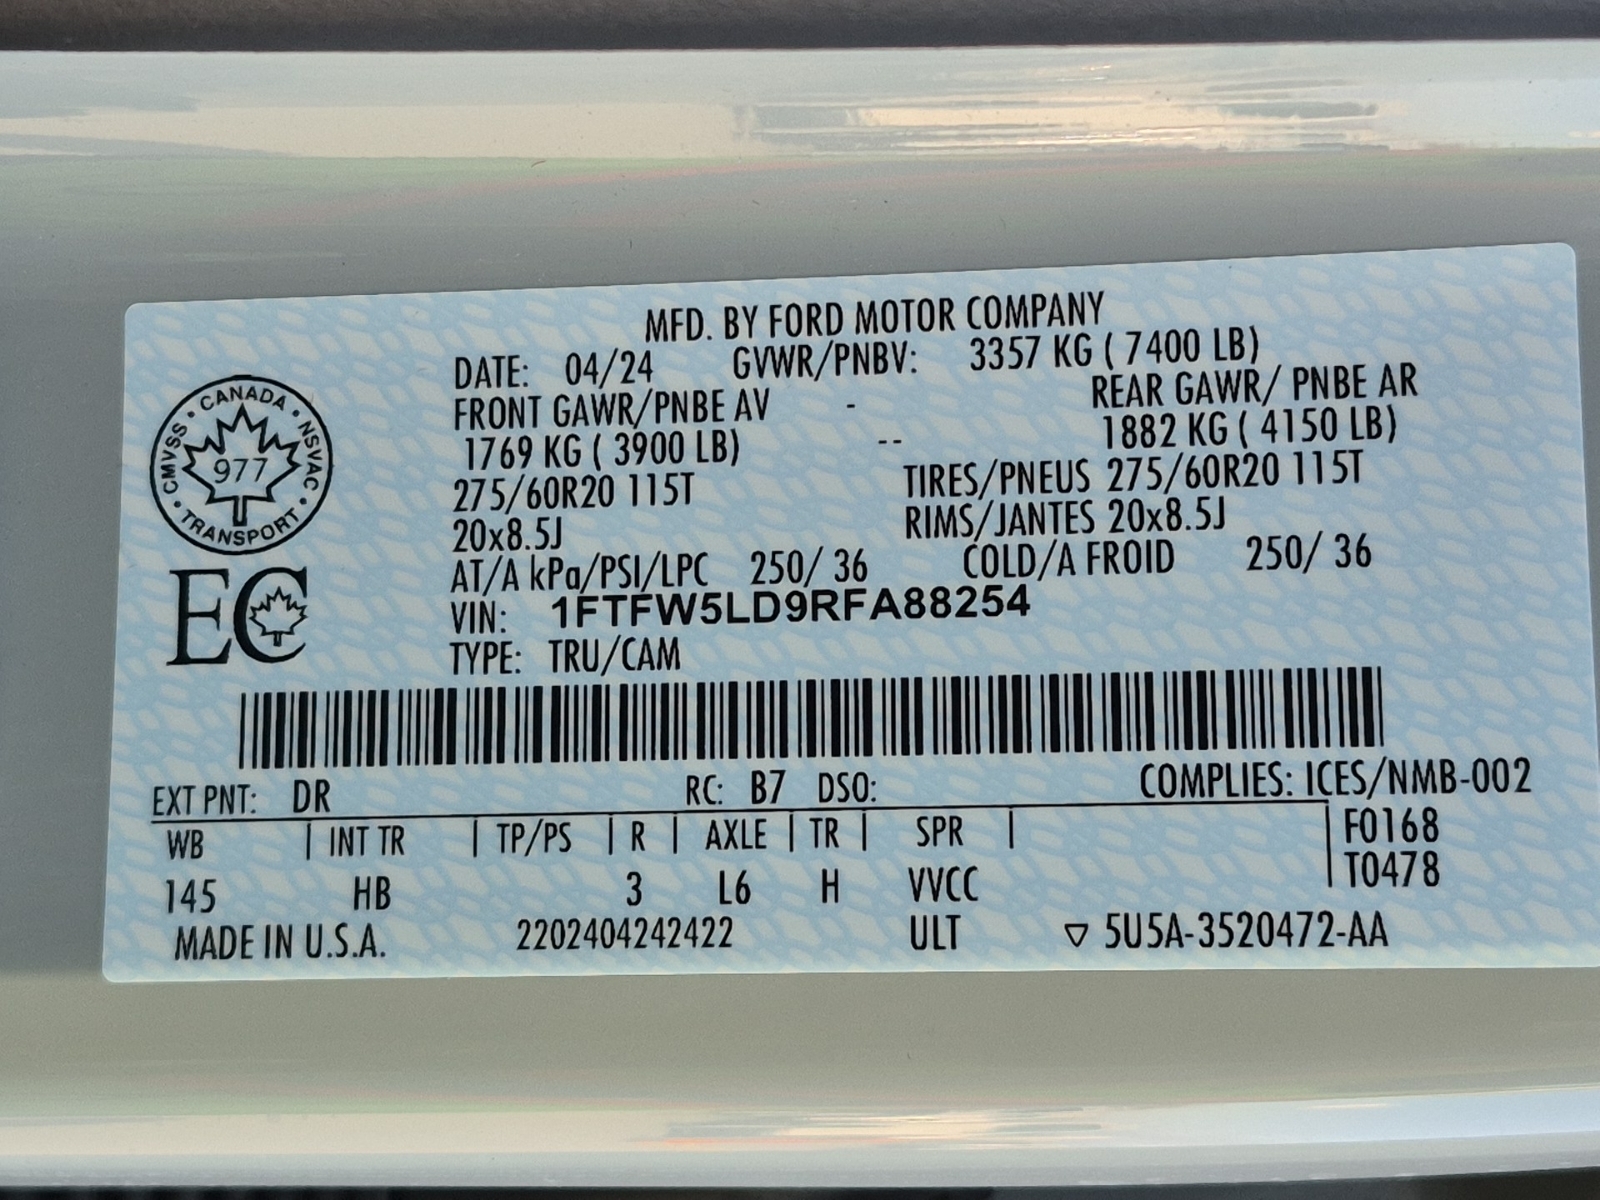 MFD. BY FORD MOTOR COMPANY
DATE: 04/24 GVWR/PNBV: 3357 KG ( 7400 LB)
FRONT GAWR/PNBE AV - REAR GAWR/ PNBE AR
1769 KG ( 3900 LB) -- 1882 KG ( 4150 LB)
275/60R20 115T TIRES/PNEUS 275/60R20 115T
20x8.5J RIMS/JANTES 20x8.5J
AT/A kPa/PSI/LPC 250/ 36 COLD/A FROID 250/ 36
VIN: 1FTFW5LD9RFA88254
TYPE: TRU/CAM
CANADA • NSVAC • TRANSPORT • CMVSS •
977
EC
EXT PNT: DR RC: B7 DSO: COMPLIES: ICES/NMB-002
WB | INT TR | TP/PS | R | AXLE | TR | SPR | F0168
145 HB 3 L6 H VVCC T0478
MADE IN U.S.A. 2202404242422 ULT ▽ 5U5A-3520472-AA